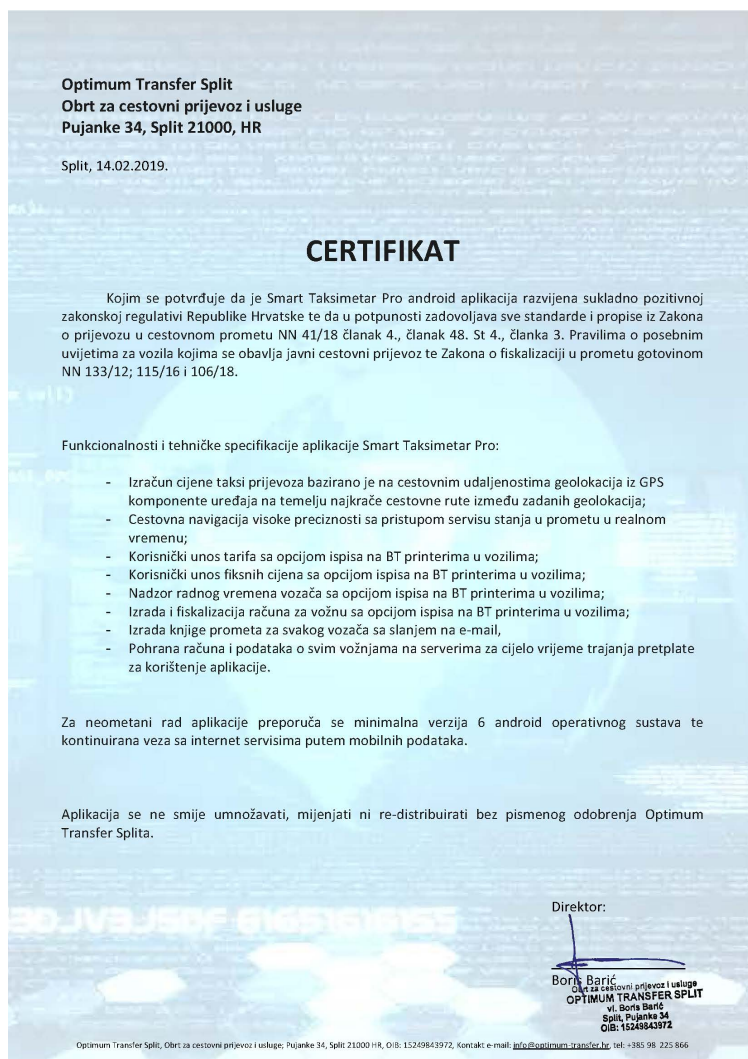 Optimum Transfer Split
Obrt za cestovni prijevoz i usluge
Pujanke 34, Split 21000, HR
Split, 14.02.2019.
CERTIFIKAT
Kojim se potvrđuje da je Smart Taksimetar Pro android aplikacija razvijena sukladno pozitivnoj
zakonskoj regulativi Republike Hrvatske te da u potpunosti zadovoljava sve standarde i propise iz Zakona
o prijevozu u cestovnom prometu NN 41/18 članak 4., članak 48. St 4., članka 3. Pravilima o posebnim
uvijetima za vozila kojima se obavlja javni cestovni prijevoz te Zakona o fiskalizaciji u prometu gotovinom
NN 133/12; 115/16 i 106/18.
Funkcionalnosti i tehničke specifikacije aplikacije Smart Taksimetar Pro:
- Izračun cijene taksi prijevoza bazirano je na cestovnim udaljenostima geolokacija iz GPS
komponente uređaja na temelju najkrače cestovne rute između zadanih geolokacija;
- Cestovna navigacija visoke preciznosti sa pristupom servisu stanja u prometu u realnom
vremenu;
- Korisnički unos tarifa sa opcijom ispisa na BT printerima u vozilima;
- Korisnički unos fiksnih cijena sa opcijom ispisa na BT printerima u vozilima;
- Nadzor radnog vremena vozača sa opcijom ispisa na BT printerima u vozilima;
- Izrada i fiskalizacija računa za vožnu sa opcijom ispisa na BT printerima u vozilima;
- Izrada knjige prometa za svakog vozača sa slanjem na e-mail,
- Pohrana računa i podataka o svim vožnjama na serverima za cijelo vrijeme trajanja pretplate
za korištenje aplikacije.
Za neometani rad aplikacije preporuča se minimalna verzija 6 android operativnog sustava te
kontinuirana veza sa internet servisima putem mobilnih podataka.
Aplikacija se ne smije umnožavati, mijenjati ni re-distribuirati bez pismenog odobrenja Optimum
Transfer Splita.
Direktor:
Boris Barić
Obrt za cestovni prijevoz i usluge
OPTIMUM TRANSFER SPLIT
vl. Boris Barić
Split, Pujanke 34
OIB: 15249843972
Optimum Transfer Split, Obrt za cestovni prijevoz i usluge; Pujanke 34, Split 21000 HR, OIB: 15249843972, Kontakt e-mail: info@optimum-transfer.hr, tel: +385 98 225 866